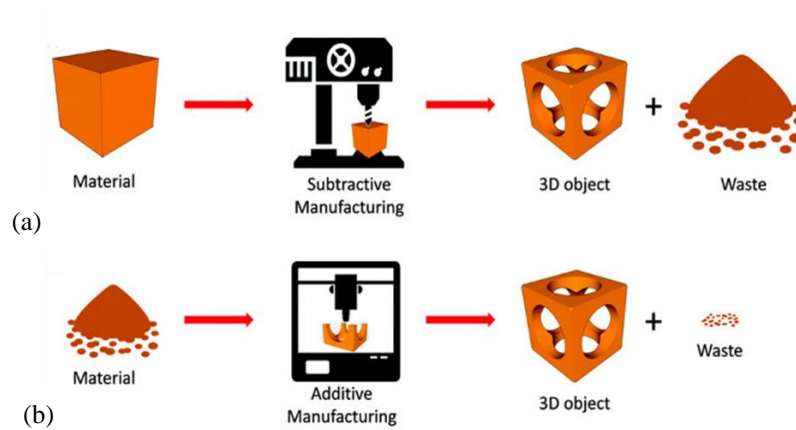 Material
Subtractive
Manufacturing
3D object
+
Waste
(a)
Material
Additive
Manufacturing
3D object
+
Waste
(b)